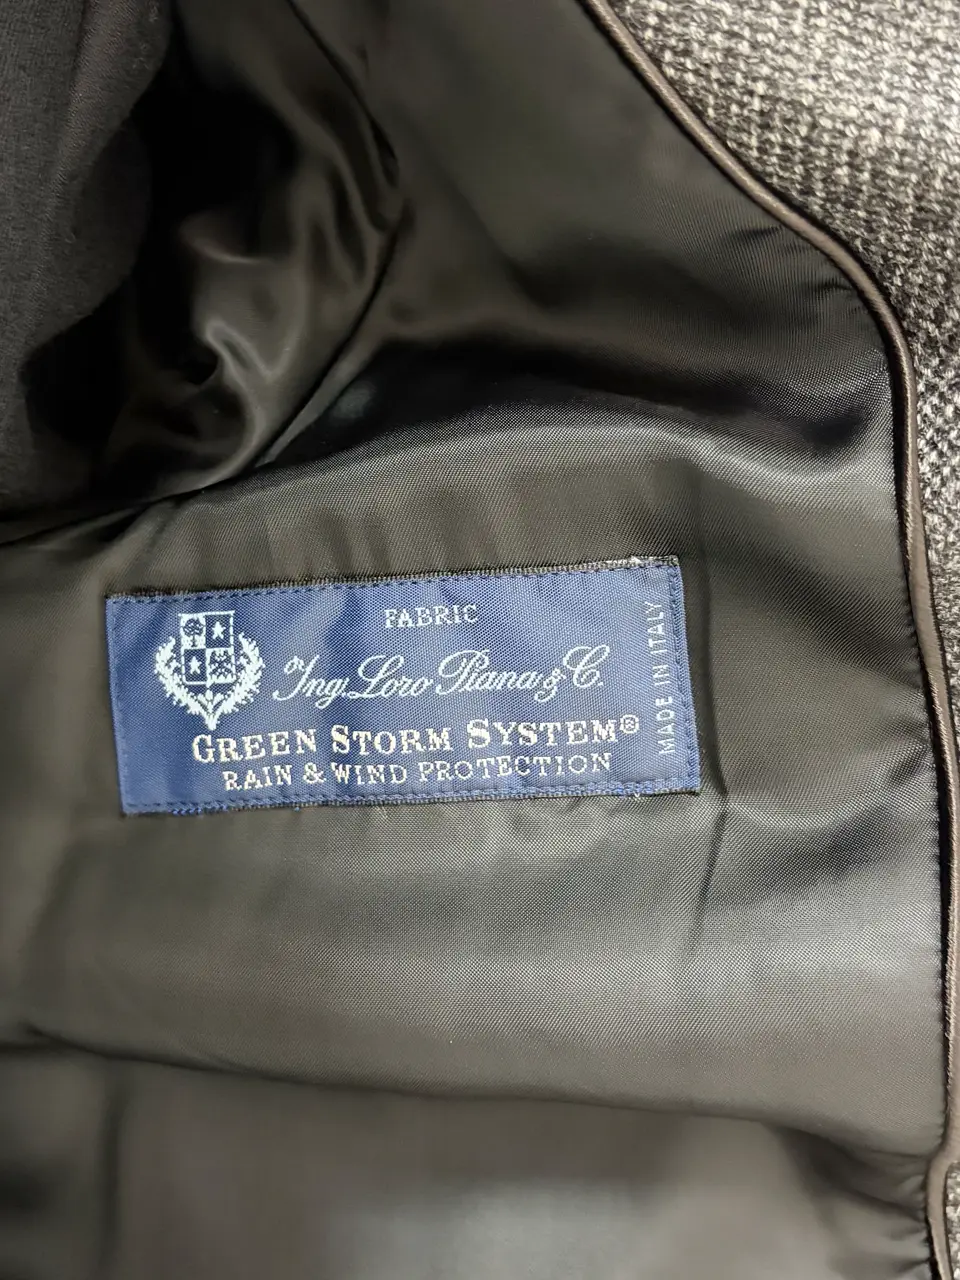 FABRIC
Ing. Loro Piana & C.
GREEN STORM SYSTEM®
RAIN & WIND PROTECTION
MADE IN ITALY